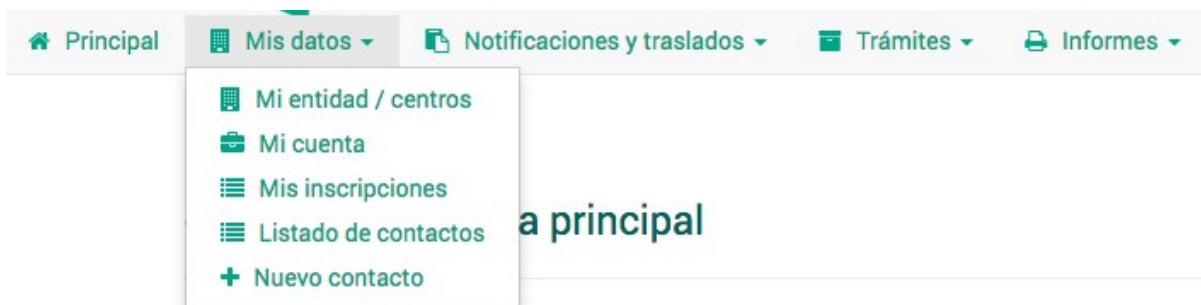 Principal Mis datos Notificaciones y traslados Trámites Informes
Mi entidad / centros
Mi cuenta
Mis inscripciones
Listado de contactos
a principal
Nuevo contacto